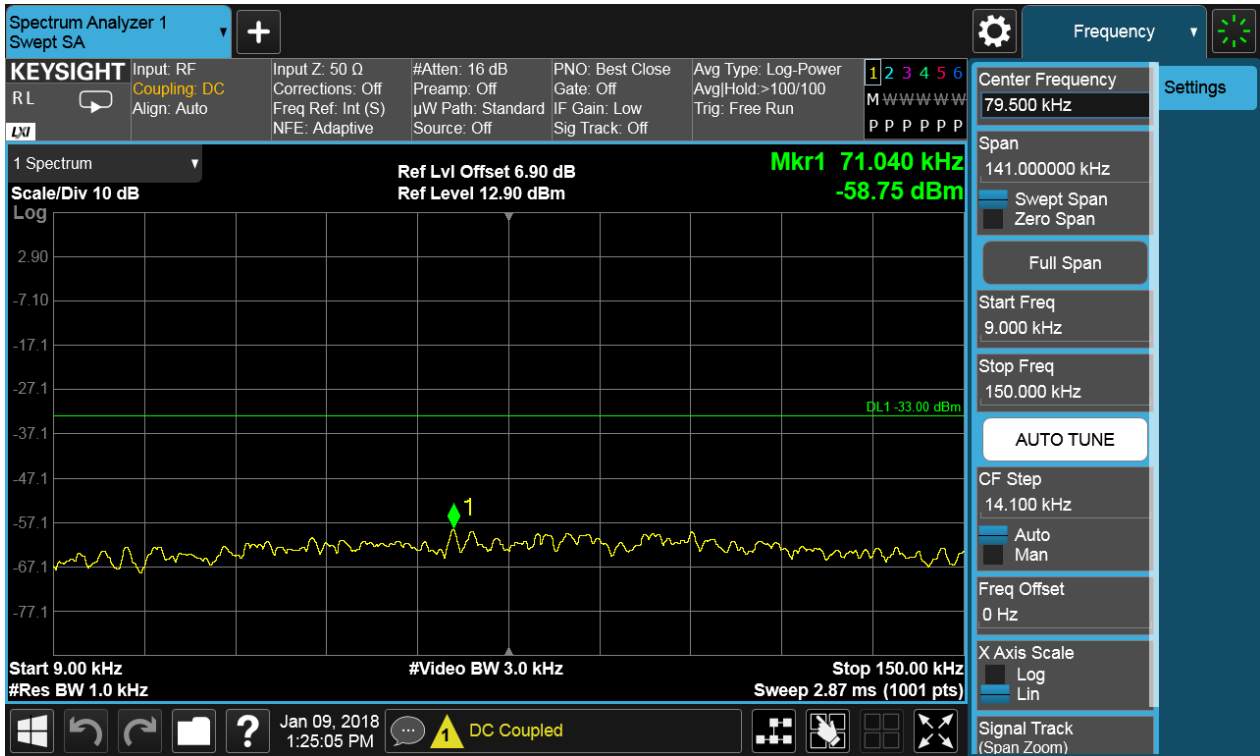 Spectrum Analyzer 1
Swept SA
+
Frequency
KEYSIGHT
RL
LXI
Input: RF
Coupling: DC
Align: Auto
Input Z: 50 Ω
Corrections: Off
Freq Ref: Int (S)
NFE: Adaptive
#Atten: 16 dB
Preamp: Off
µW Path: Standard
Source: Off
PNO: Best Close
Gate: Off
IF Gain: Low
Sig Track: Off
Avg Type: Log-Power
Avg|Hold:>100/100
Trig: Free Run
1 2 3 4 5 6
M W W W W W
P P P P P P
1 Spectrum
Scale/Div 10 dB
Log
Ref Lvl Offset 6.90 dB
Ref Level 12.90 dBm
Mkr1 71.040 kHz
-58.75 dBm
2.90
-7.10
-17.1
-27.1
DL1 -33.00 dBm
-37.1
-47.1
1
-57.1
-67.1
-77.1
Start 9.00 kHz
#Res BW 1.0 kHz
#Video BW 3.0 kHz
Stop 150.00 kHz
Sweep 2.87 ms (1001 pts)
Center Frequency
79.500 kHz
Span
141.000000 kHz
Swept Span
Zero Span
Full Span
Start Freq
9.000 kHz
Stop Freq
150.000 kHz
AUTO TUNE
CF Step
14.100 kHz
Auto
Man
Freq Offset
0 Hz
X Axis Scale
Log
Lin
Signal Track
(Span Zoom)
Settings
?
Jan 09, 2018
1:25:05 PM
1
DC Coupled